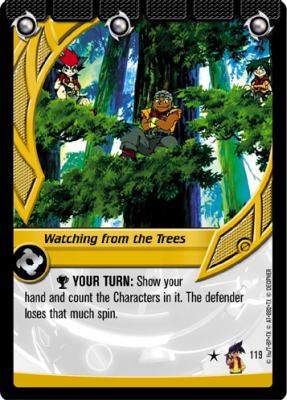 Watching from the Trees
YOUR TURN: Show your
hand and count the Characters in it. The defender
loses that much spin.
119